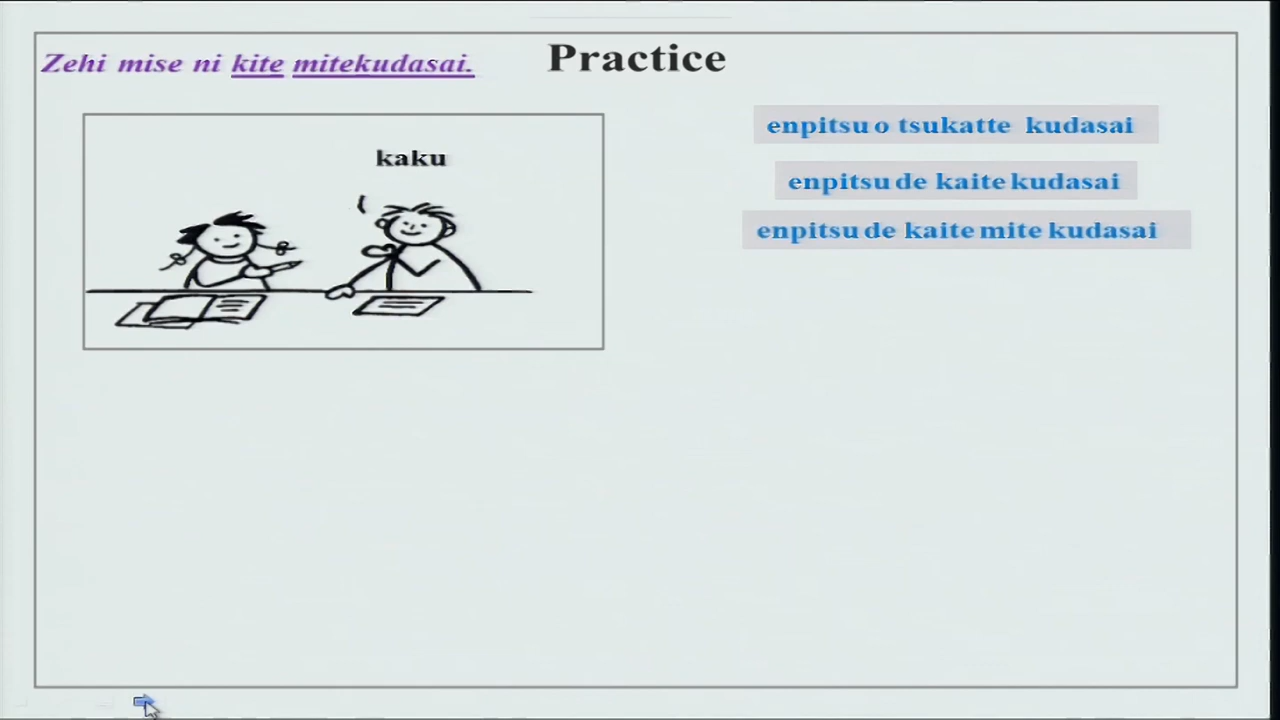 Zehi mise ni kite mitekudasai.
Practice
kaku
enpitsu o tsukatte kudasai
enpitsu de kaite kudasai
enpitsu de kaite mite kudasai